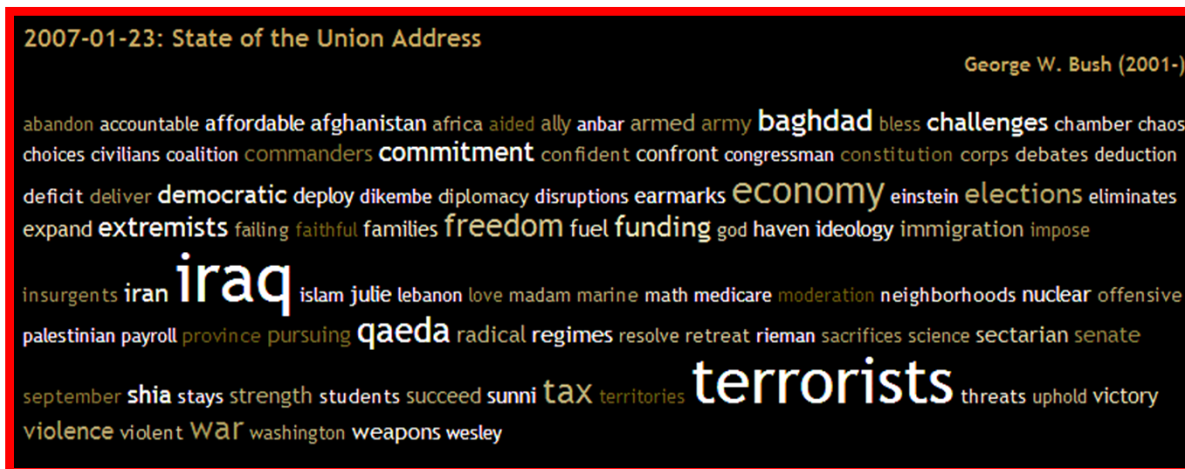 2007-01-23: State of the Union Address
George W. Bush (2001-)
abandon accountable affordable afghanistan africa aided ally anbar armed army baghdad bless challenges chamber chaos
choices civilians coalition commanders commitment confident confront congressman constitution corps debates deduction
deficit deliver democratic deploy dikembe diplomacy disruptions earmarks economy einstein elections eliminates
expand extremists failing faithful families freedom fuel funding god haven ideology immigration impose
insurgents iran iraq islam julie lebanon love madam marine math medicare moderation neighborhoods nuclear offensive
palestinian payroll province pursuing qaeda radical regimes resolve retreat rieman sacrifices science sectarian senate
september shia stays strength students succeed sunni tax territories terrorists threats uphold victory
violence violent war washington weapons wesley